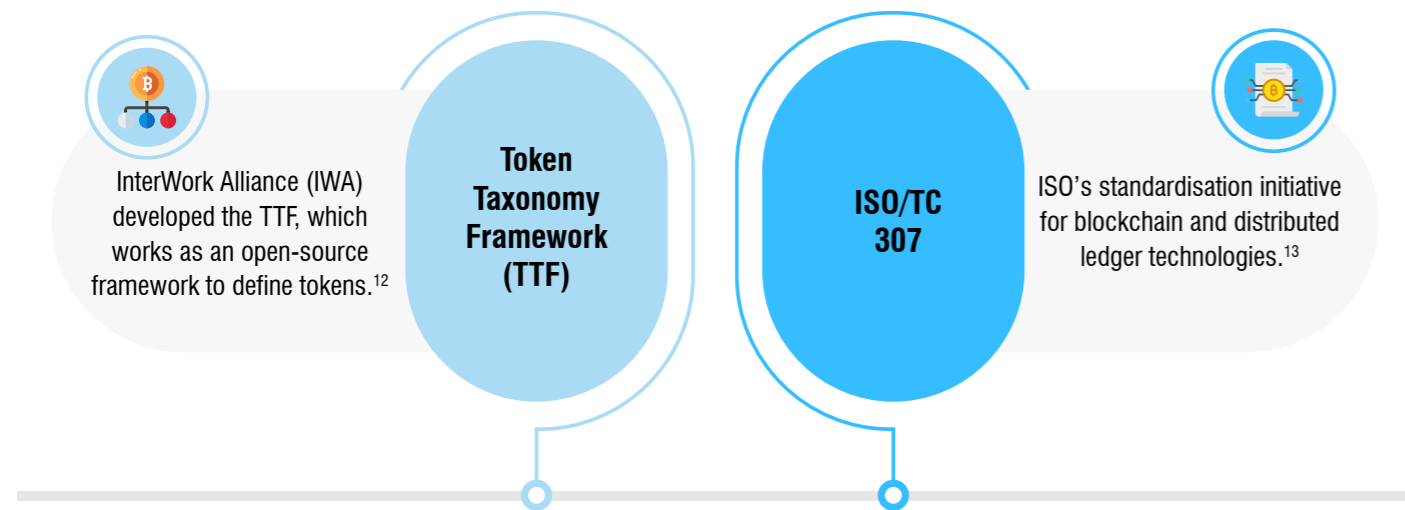 InterWork Alliance (IWA)
developed the TTF, which
works as an open-source
framework to define tokens.12
Token
Taxonomy
Framework
(TTF)
ISO/TC
307
ISO’s standardisation initiative
for blockchain and distributed
ledger technologies.13